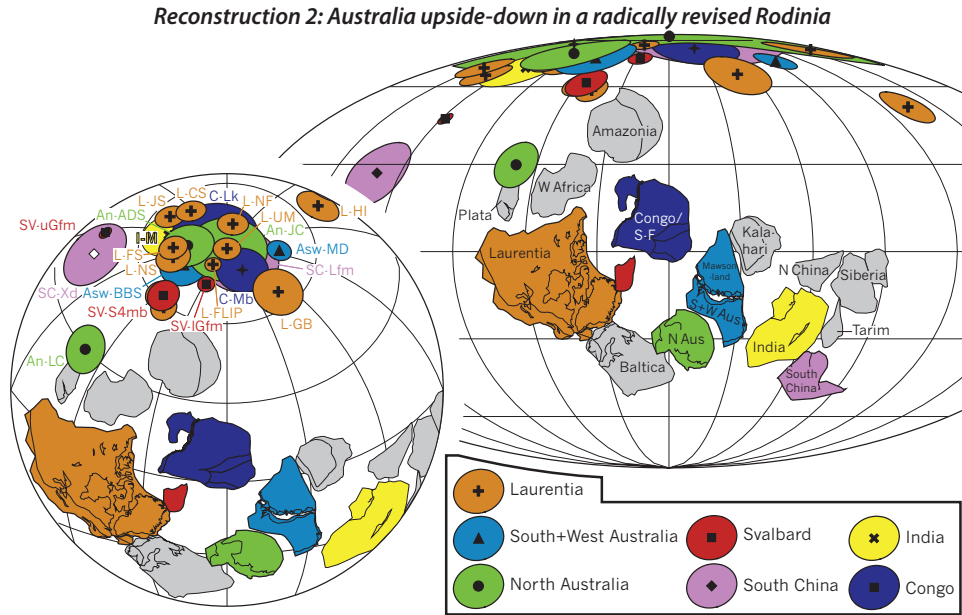 Reconstruction 2: Australia upside-down in a radically revised Rodinia
Amazonia
W Africa
Plata
Congo/
S-F
Laurentia
Kala-
hari
Mawson-
land
S+W Aus
N China
Siberia
Tarim
N Aus
India
Baltica
South
China
L-CS
C-Lk
L-JS
L-NF
L-HI
An-ADS
L-UM
SV-uGfm
An-JC
I-M
Asw-MD
L-FS
L-NS
SC-Lfm
SC-Xd
Asw-BBS
C-Mb
SV-S4mb
L-FLIP
L-GB
SV-lGfm
An-LC
Laurentia
South+West Australia
Svalbard
India
North Australia
South China
Congo